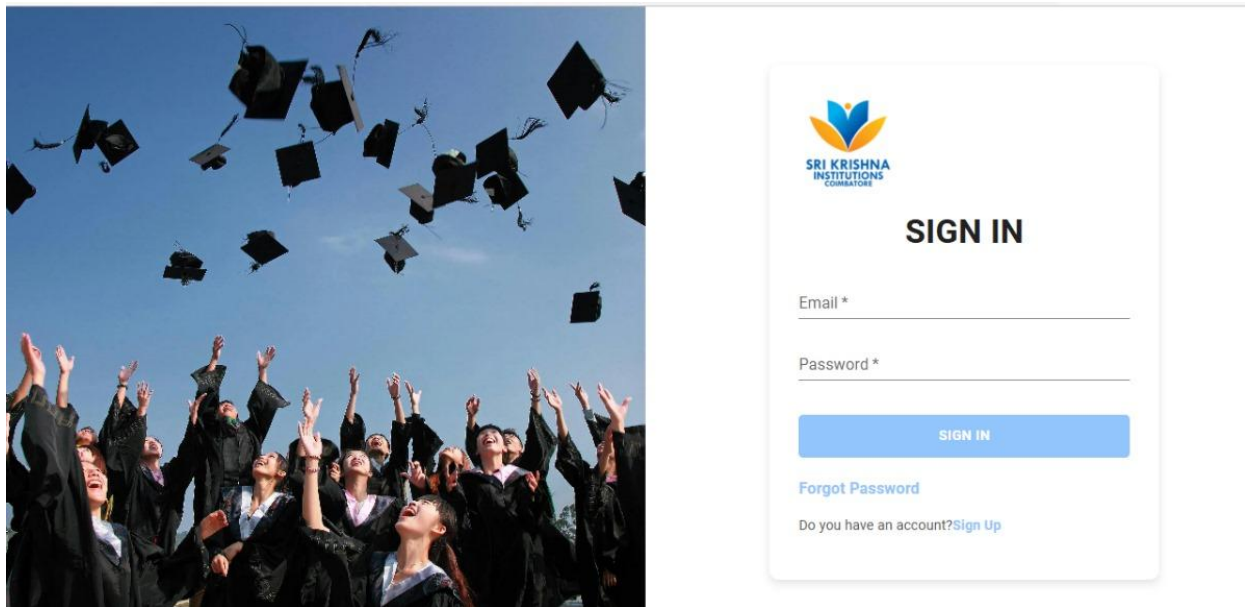 SRI KRISHNA
INSTITUTIONS
COIMBATORE
SIGN IN
Email *
Password *
SIGN IN
Forgot Password
Do you have an account?Sign Up